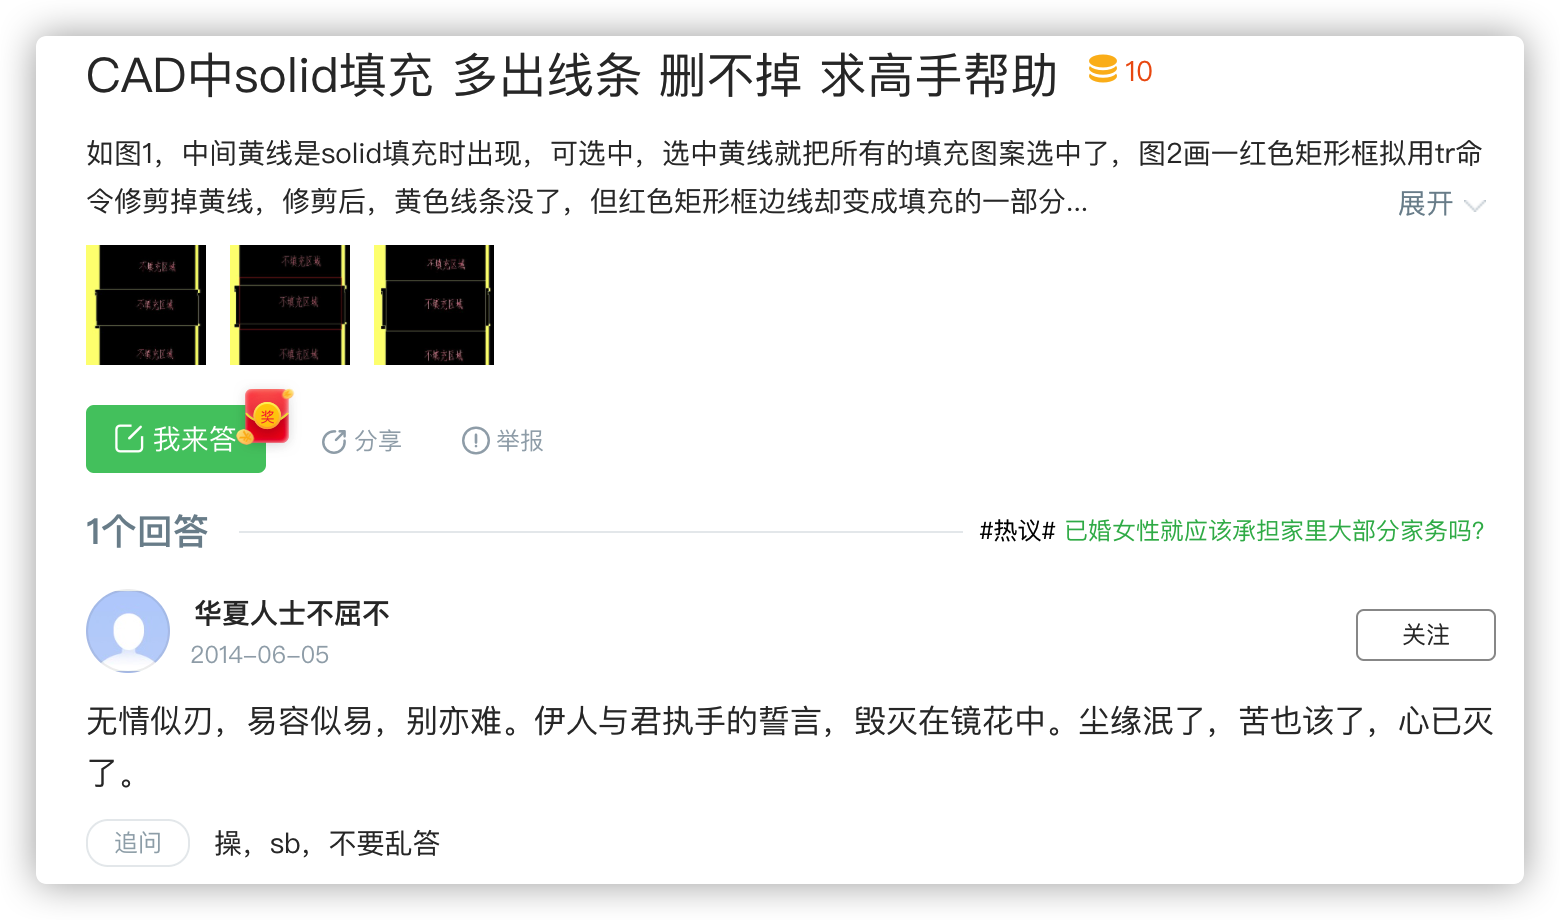 CAD中solid填充 多出线条 删不掉 求高手帮助 10
如图1，中间黄线是solid填充时出现，可选中，选中黄线就把所有的填充图案选中了，图2画一红色矩形框拟用tr命
令修剪掉黄线，修剪后，黄色线条没了，但红色矩形框边线却变成填充的一部分... 展开
不填充区域 不填充区域 不填充区域
不填充区域 不填充区域 不填充区域
不填充区域 不填充区域 不填充区域
我来答 奖 分享 举报
1个回答 #热议# 已婚女性就应该承担家里大部分家务吗?
华夏人士不屈不 关注
2014-06-05
无情似刃，易容似易，别亦难。伊人与君执手的誓言，毁灭在镜花中。尘缘泯了，苦也该了，心已灭
了。
追问 操，sb，不要乱答